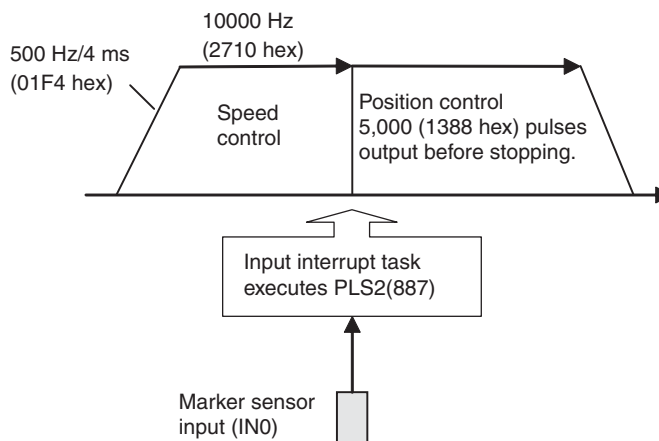 10000 Hz
(2710 hex)
500 Hz/4 ms
(01F4 hex)
Speed
control
Position control
5,000 (1388 hex) pulses
output before stopping.
Input interrupt task
executes PLS2(887)
Marker sensor
input (IN0)